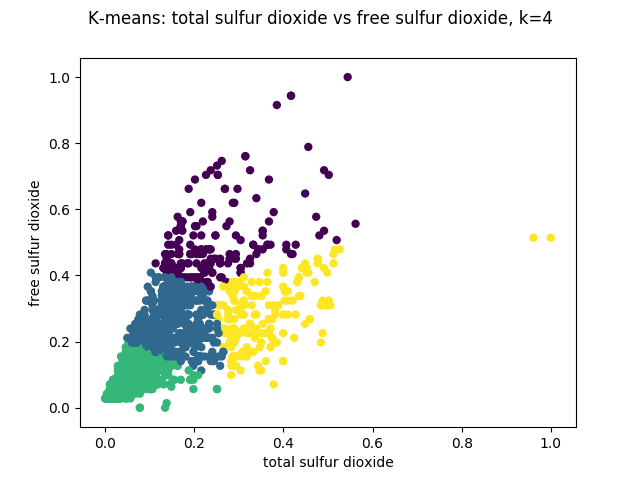 K-means: total sulfur dioxide vs free sulfur dioxide, k=4
1.0
0.8
0.6
0.4
0.2
0.0
free sulfur dioxide
0.0 0.2 0.4 0.6 0.8 1.0
total sulfur dioxide